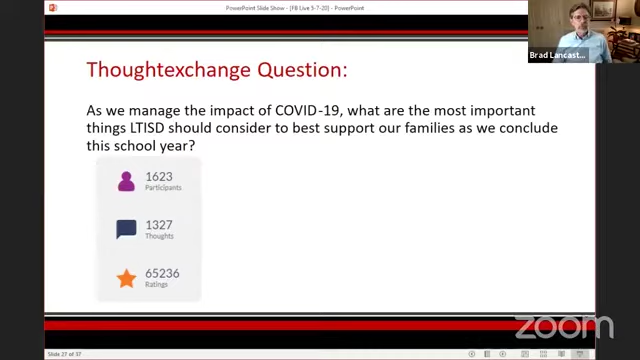 PowerPoint Slide Show - [FB Live 5-7-20] - PowerPoint
Brad Lancast...
Thoughtexchange Question:
As we manage the impact of COVID-19, what are the most important
things LTISD should consider to best support our families as we conclude
this school year?
1623
Participants
1327
Thoughts
65236
Ratings
zoom
Slide 27 of 37